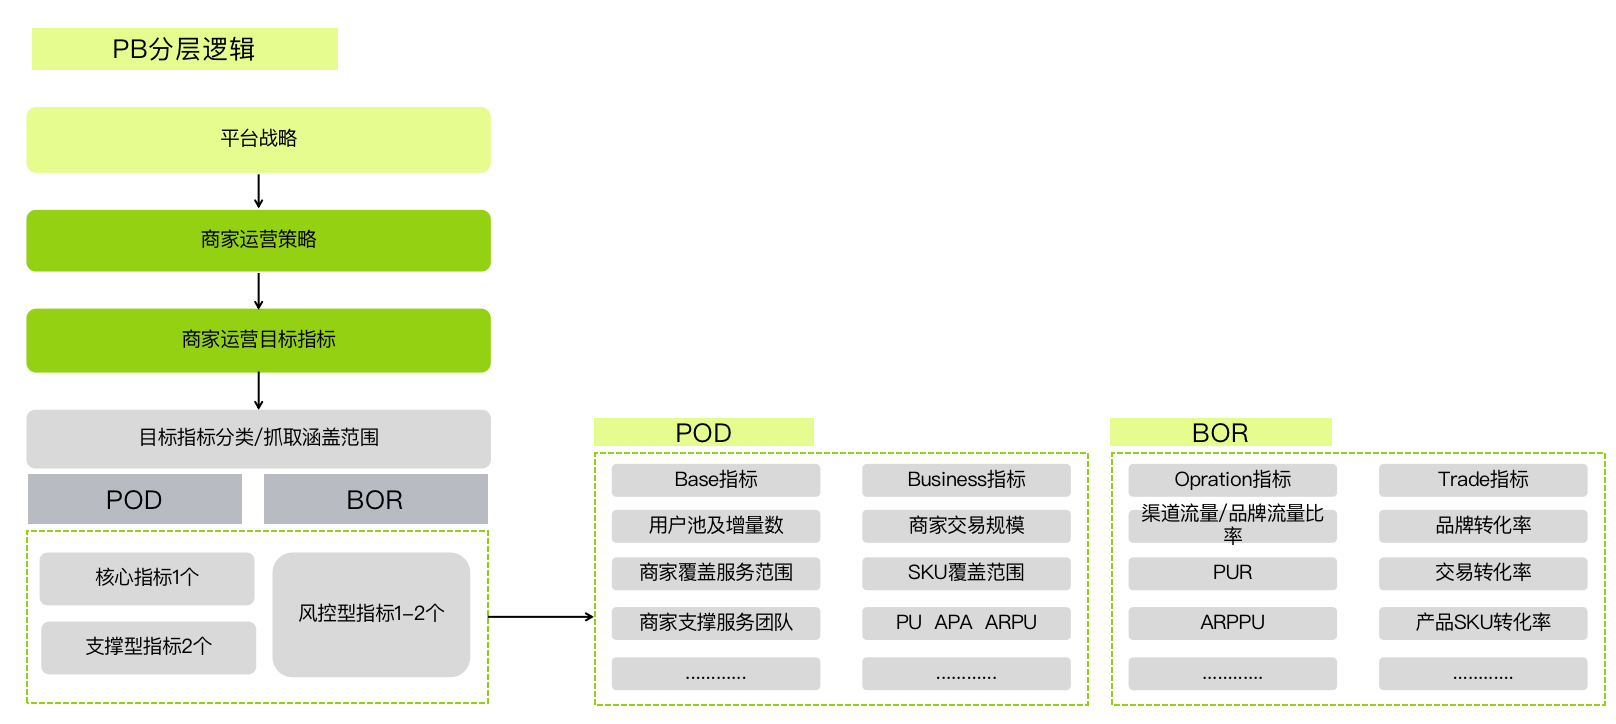 PB分层逻辑
平台战略
商家运营策略
商家运营目标指标
目标指标分类/抓取涵盖范围
POD
BOR
核心指标1个
支撑型指标2个
风控型指标1-2个
POD
Base指标
Business指标
用户池及增量数
商家交易规模
商家覆盖服务范围
SKU覆盖范围
商家支撑服务团队
PU APA ARPU
............
............
BOR
Opration指标
Trade指标
渠道流量/品牌流量比
率
品牌转化率
PUR
交易转化率
ARPPU
产品SKU转化率
............
............